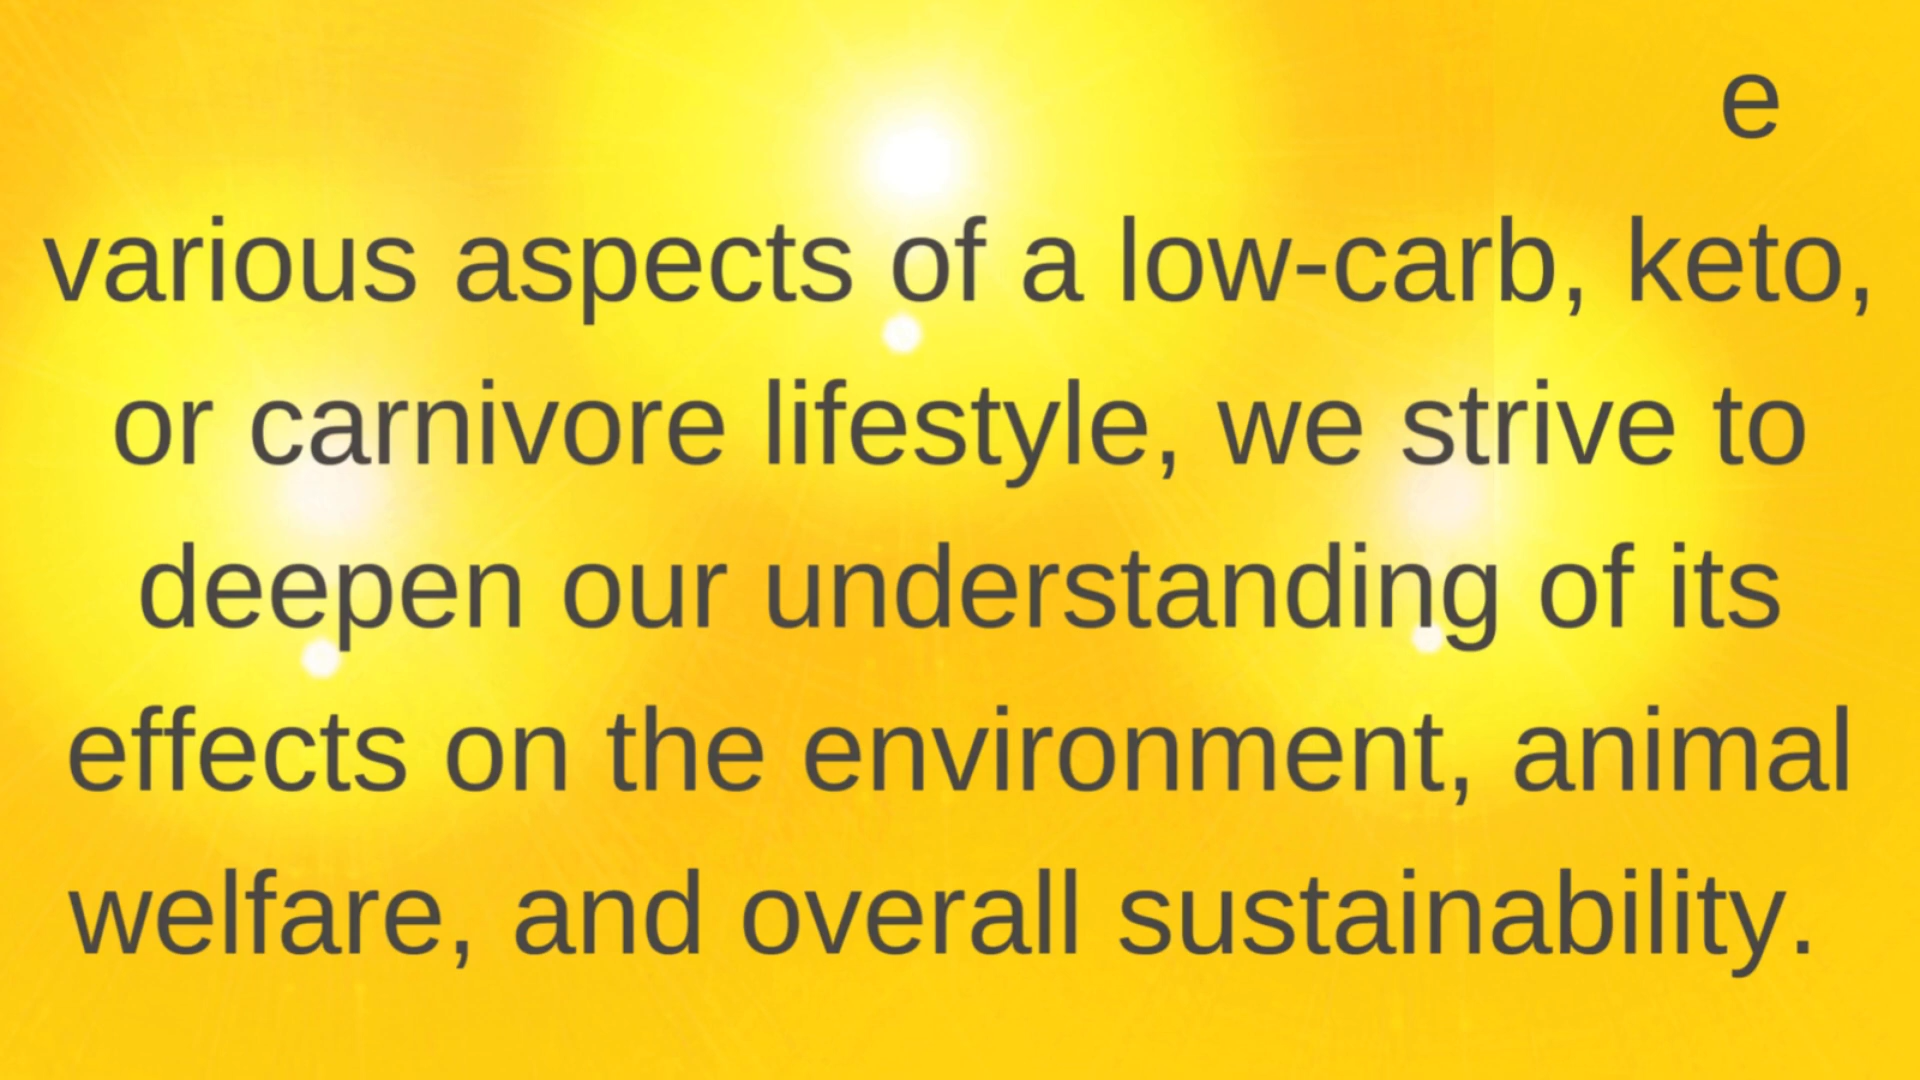 e
various aspects of a low-carb, keto,
or carnivore lifestyle, we strive to
deepen our understanding of its
effects on the environment, animal
welfare, and overall sustainability.